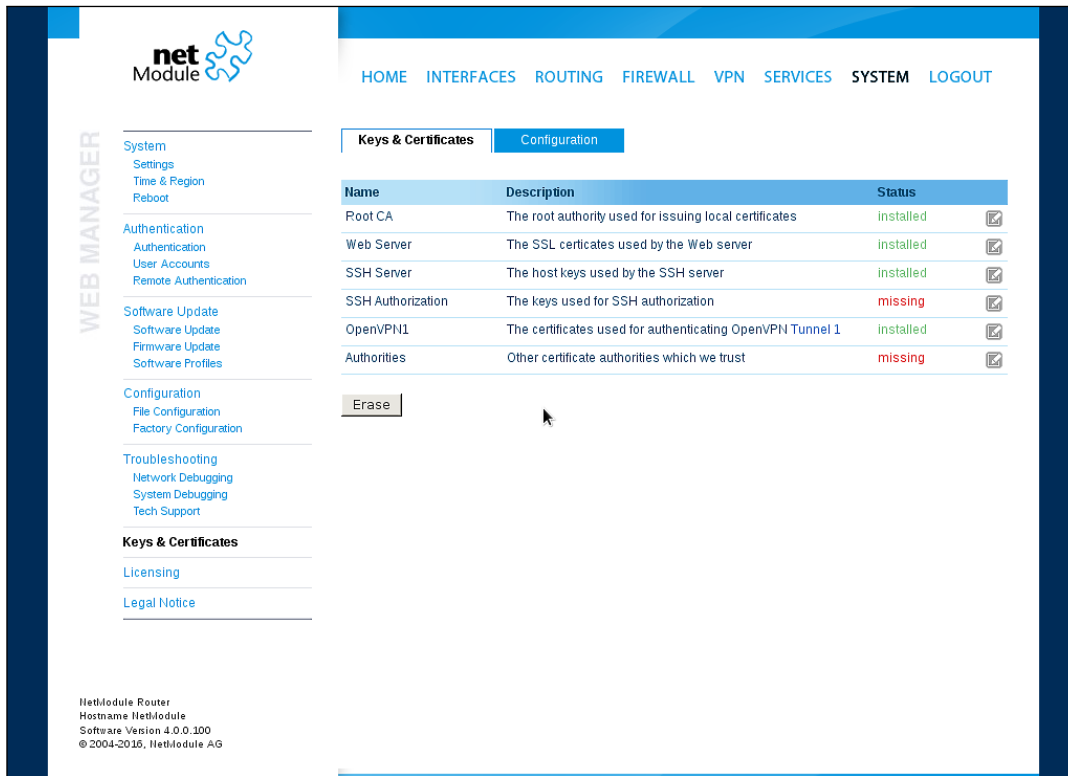 net
Module
HOME INTERFACES ROUTING FIREWALL VPN SERVICES SYSTEM LOGOUT
WEB MANAGER
System
Settings
Time & Region
Reboot
Authentication
Authentication
User Accounts
Remote Authentication
Software Update
Software Update
Firmware Update
Software Profiles
Configuration
File Configuration
Factory Configuration
Troubleshooting
Network Debugging
System Debugging
Tech Support
Keys & Certificates
Licensing
Legal Notice
Keys & Certificates Configuration
Name Description Status
Root CA The root authority used for issuing local certificates installed
Web Server The SSL certicates used by the Web server installed
SSH Server The host keys used by the SSH server installed
SSH Authorization The keys used for SSH authorization missing
OpenVPN1 The certificates used for authenticating OpenVPN Tunnel 1 installed
Authorities Other certificate authorities which we trust missing
Erase
NetModule Router
Hostname NetModule
Software Version 4.0.0.100
© 2004-2016, NetModule AG